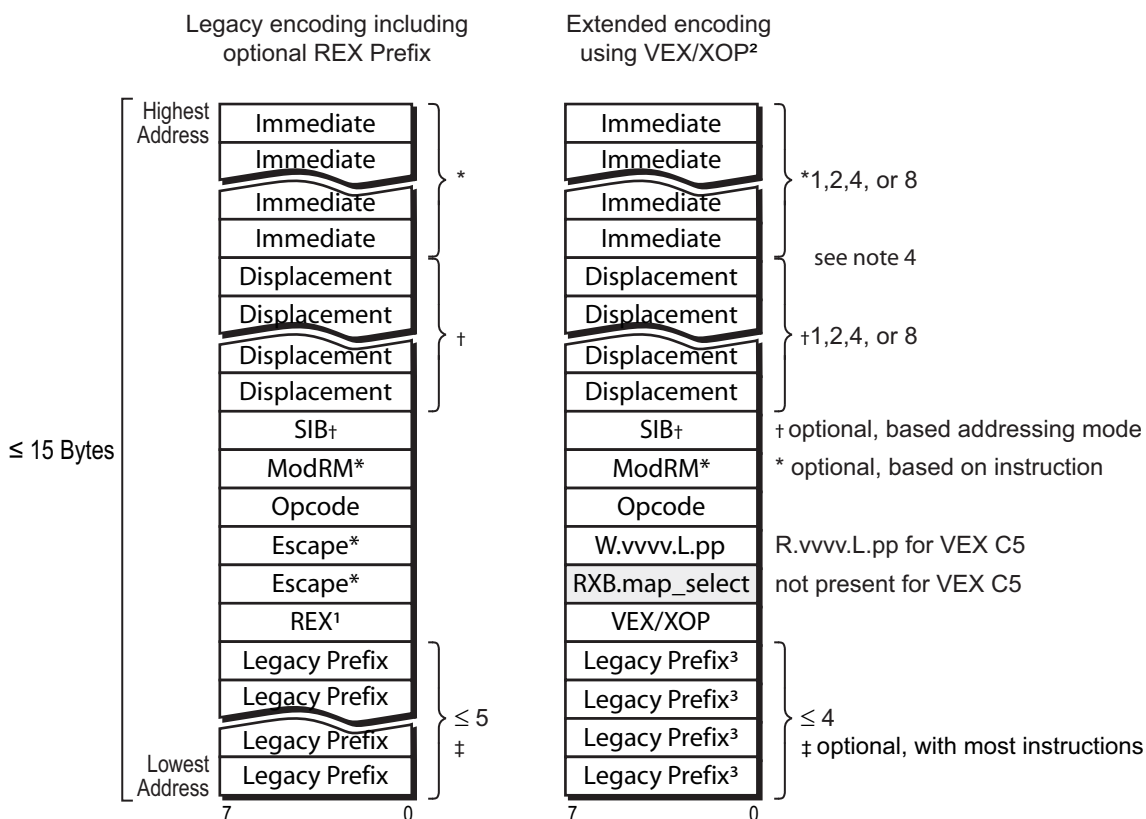 Legacy encoding including
optional REX Prefix
Extended encoding
using VEX/XOP²
≤ 15 Bytes
Highest
Address
Immediate
Immediate
Immediate
Immediate
*
Displacement
Displacement
Displacement
Displacement
†
SIB†
ModRM*
Opcode
Escape*
Escape*
REX¹
Legacy Prefix
Legacy Prefix
Legacy Prefix
Legacy Prefix
≤ 5
‡
Lowest
Address
7 0
Immediate
Immediate
Immediate
Immediate
*1,2,4, or 8
see note 4
Displacement
Displacement
Displacement
Displacement
†1,2,4, or 8
SIB† †optional, based addressing mode
ModRM* * optional, based on instruction
Opcode
W.vvvv.L.pp R.vvvv.L.pp for VEX C5
RXB.map_select not present for VEX C5
VEX/XOP
Legacy Prefix³
Legacy Prefix³
Legacy Prefix³
Legacy Prefix³
≤ 4
‡ optional, with most instructions
7 0